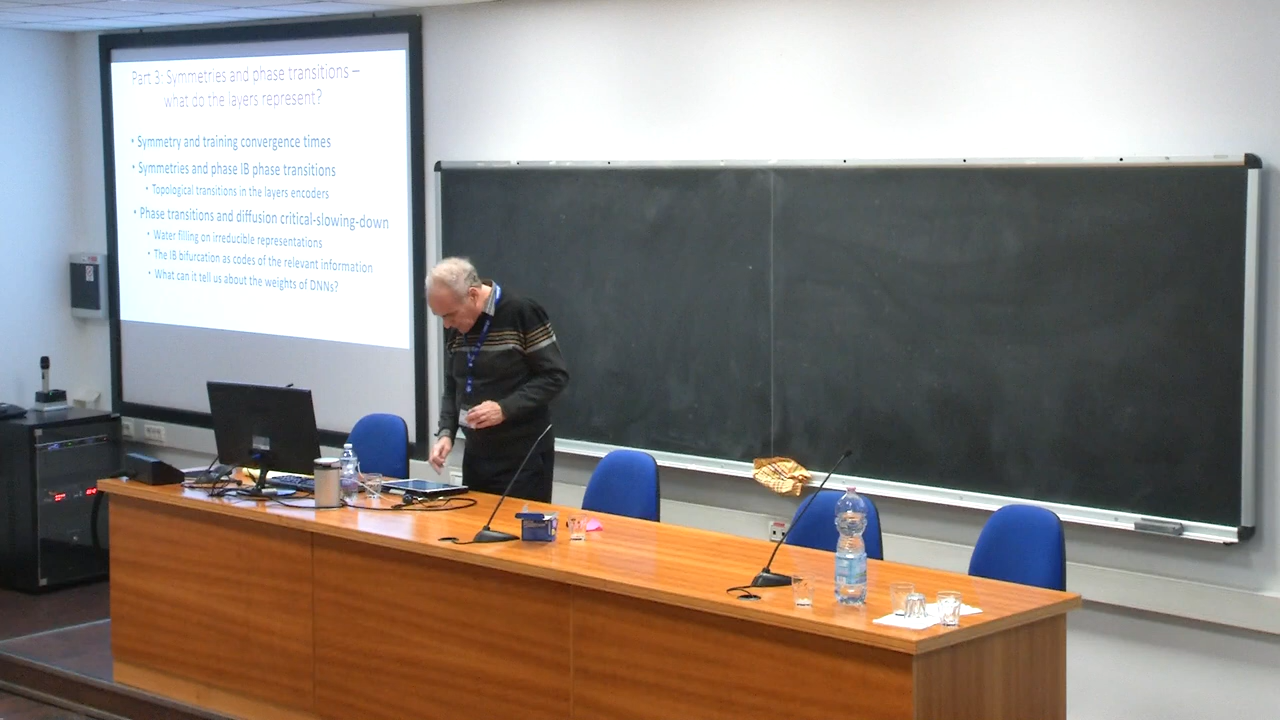 Part 3: Symmetries and phase transitions –
what do the layers represent?
• Symmetry and training convergence times
• Symmetries and phase IB phase transitions
• Topological transitions in the layers encoders
• Phase transitions and diffusion critical-slowing-down
• Water filling on irreducible representations
• The IB bifurcation as codes of the relevant information
• What can it tell us about the weights of DNNs?